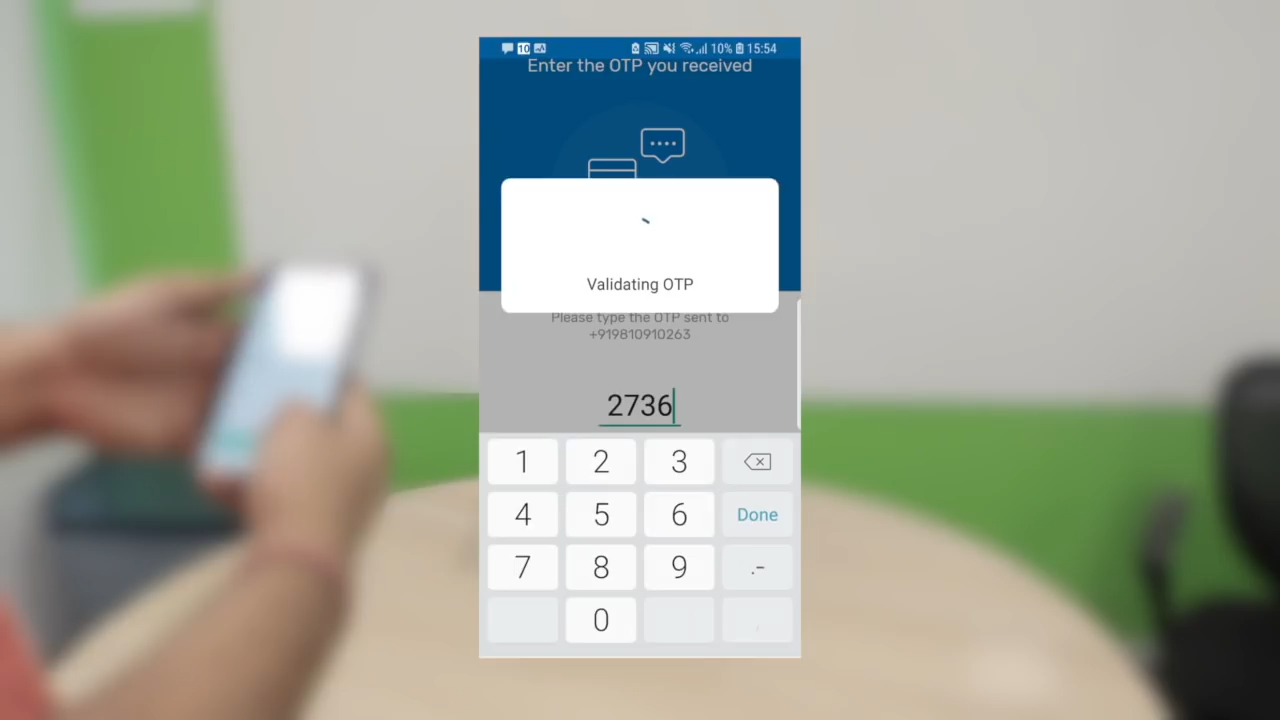 10 10% 15:54
Enter the OTP you received
Validating OTP
Please type the OTP sent to
+919810910263
2736
1 2 3
4 5 6 Done
7 8 9 .-
0 ,